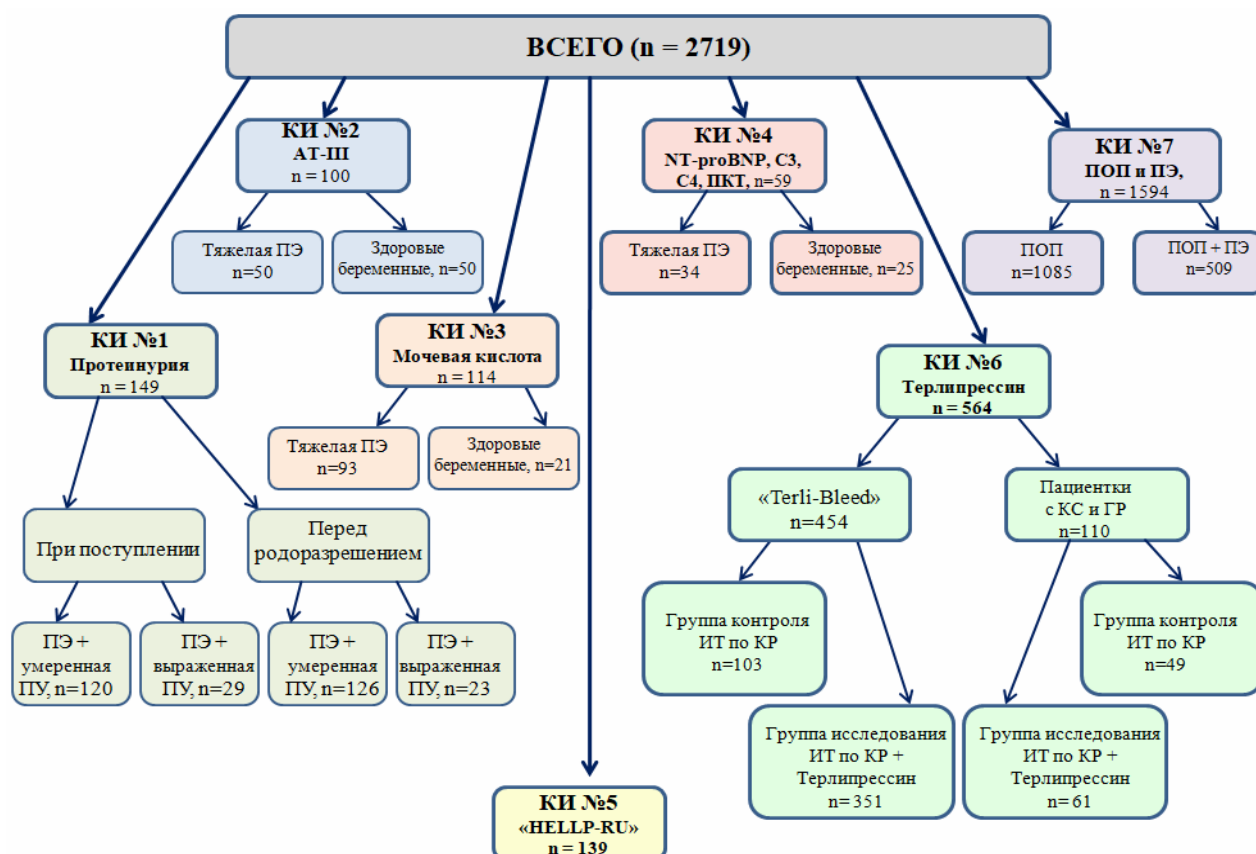 ВСЕГО (n = 2719)
КИ №2
АТ-III
n = 100
КИ №4
NT-proBNP, С3,
С4, ПКТ, n=59
КИ №7
ПОП и ПЭ,
n = 1594
Тяжелая ПЭ
n=50
Здоровые
беременные, n=50
Тяжелая ПЭ
n=34
Здоровые
беременные, n=25
ПОП
n=1085
ПОП + ПЭ
n=509
КИ №1
Протеинурия
n = 149
КИ №3
Мочевая кислота
n = 114
КИ №6
Терлипрессин
n = 564
Тяжелая ПЭ
n=93
Здоровые
беременные, n=21
«Terli-Bleed»
n=454
Пациентки
с КС и ГР
n=110
При поступлении
Перед
родоразрешением
ПЭ +
умеренная
ПУ, n=120
ПЭ +
выраженная
ПУ, n=29
ПЭ +
умеренная
ПУ, n=126
ПЭ +
выраженная
ПУ, n=23
Группа контроля
ИТ по КР
n=103
Группа контроля
ИТ по КР
n=49
Группа исследования
ИТ по КР +
Терлипрессин
n= 351
Группа исследования
ИТ по КР +
Терлипрессин
n= 61
КИ №5
«HELLP-RU»
n = 139